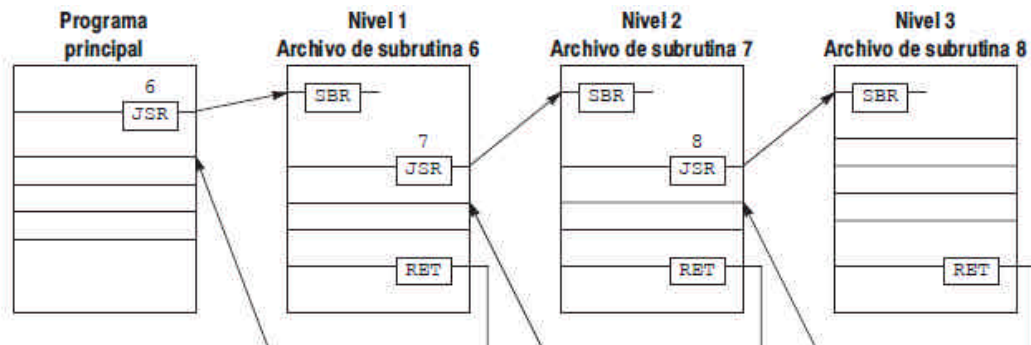 Programa
principal
Nivel 1
Archivo de subrutina 6
Nivel 2
Archivo de subrutina 7
Nivel 3
Archivo de subrutina 8
6
JSR
SBR
7
JSR
RET
SBR
8
JSR
RET
SBR
RET